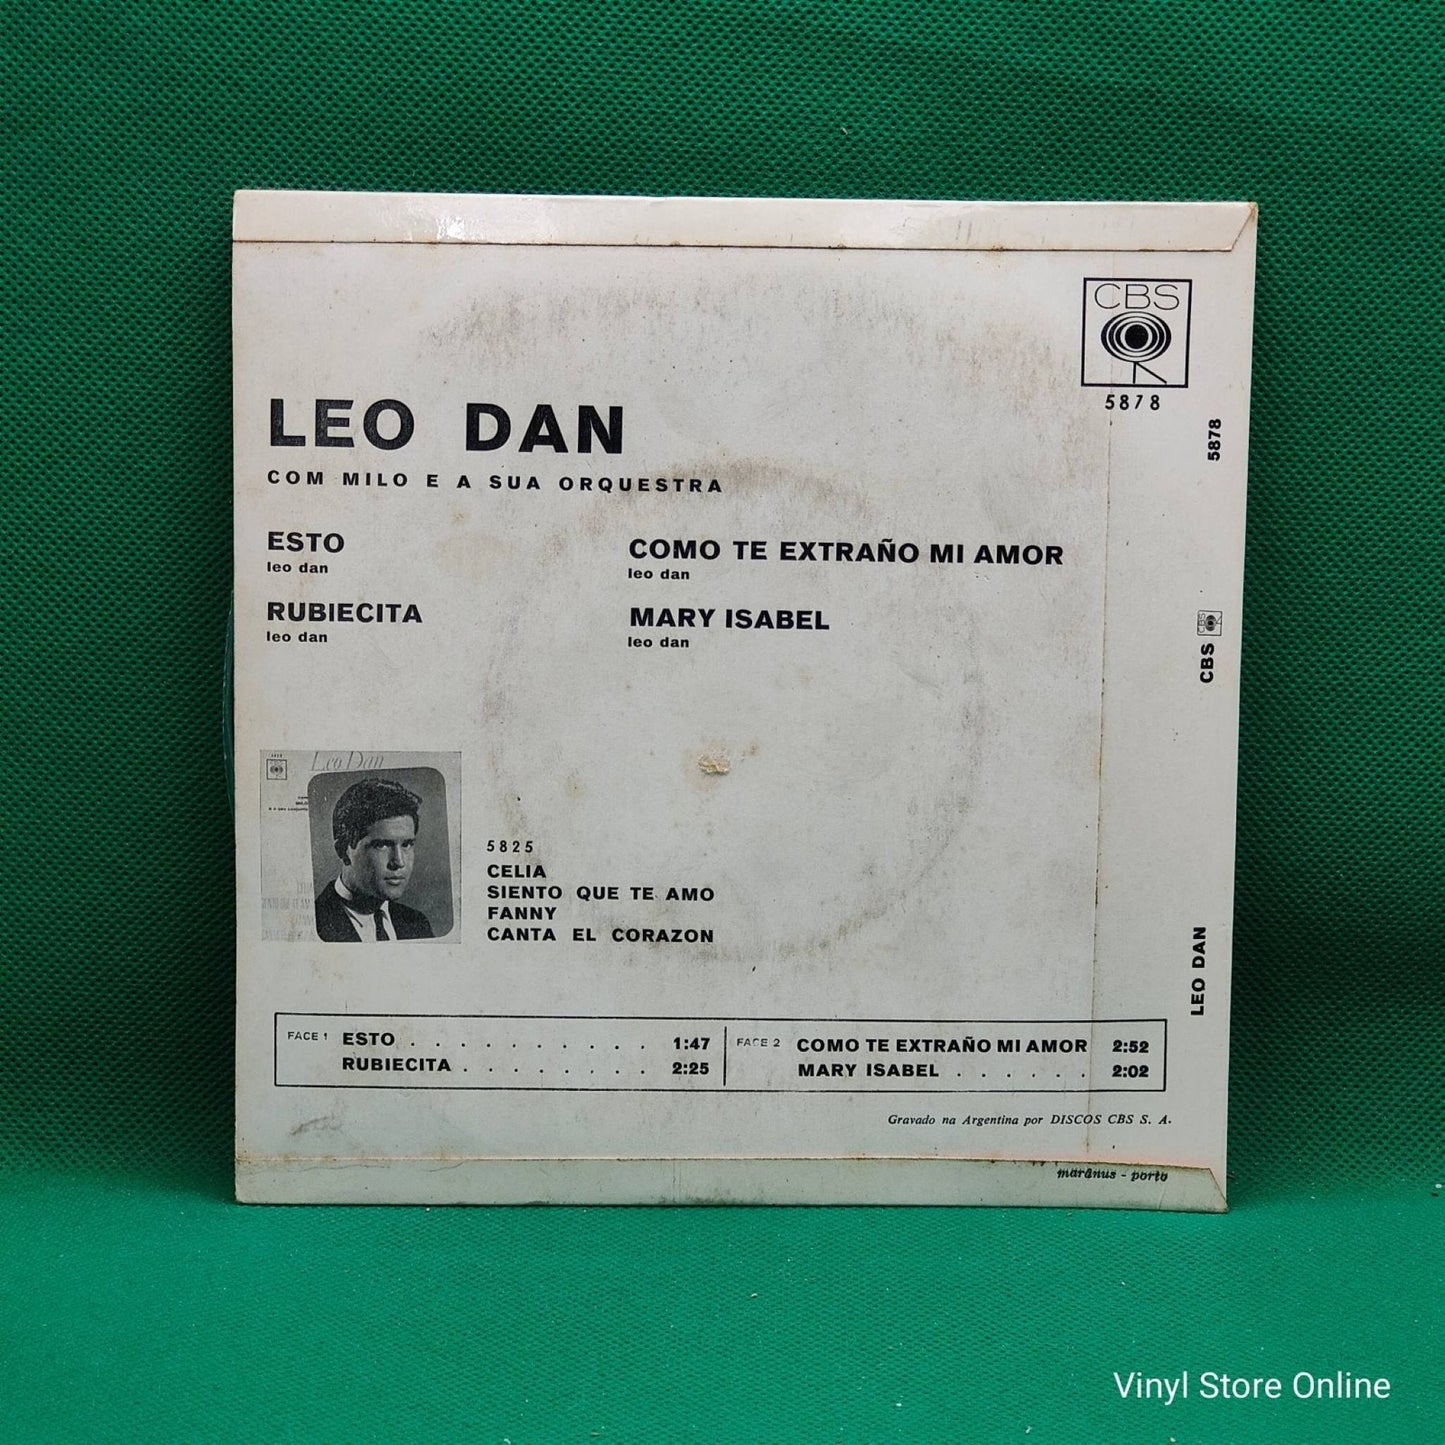 CBS
5878
5878
LEO DAN
COM MILO E A SUA ORQUESTRA
ESTO
leo dan
RUBIECITA
leo dan
COMO TE EXTRAÑO MI AMOR
leo dan
MARY ISABEL
leo dan
CBS
CBS
LEO DAN
Leo Dan
5825
CELIA
SIENTO QUE TE AMO
FANNY
CANTA EL CORAZON
FACE 1 ESTO . . . . . . . . . . 1:47
RUBIECITA . . . . . . . . 2:25
FACE 2 COMO TE EXTRAÑO MI AMOR 2:52
MARY ISABEL . . . . . . 2:02
Gravado na Argentina por DISCOS CBS S. A.
marânus - porto
Vinyl Store Online